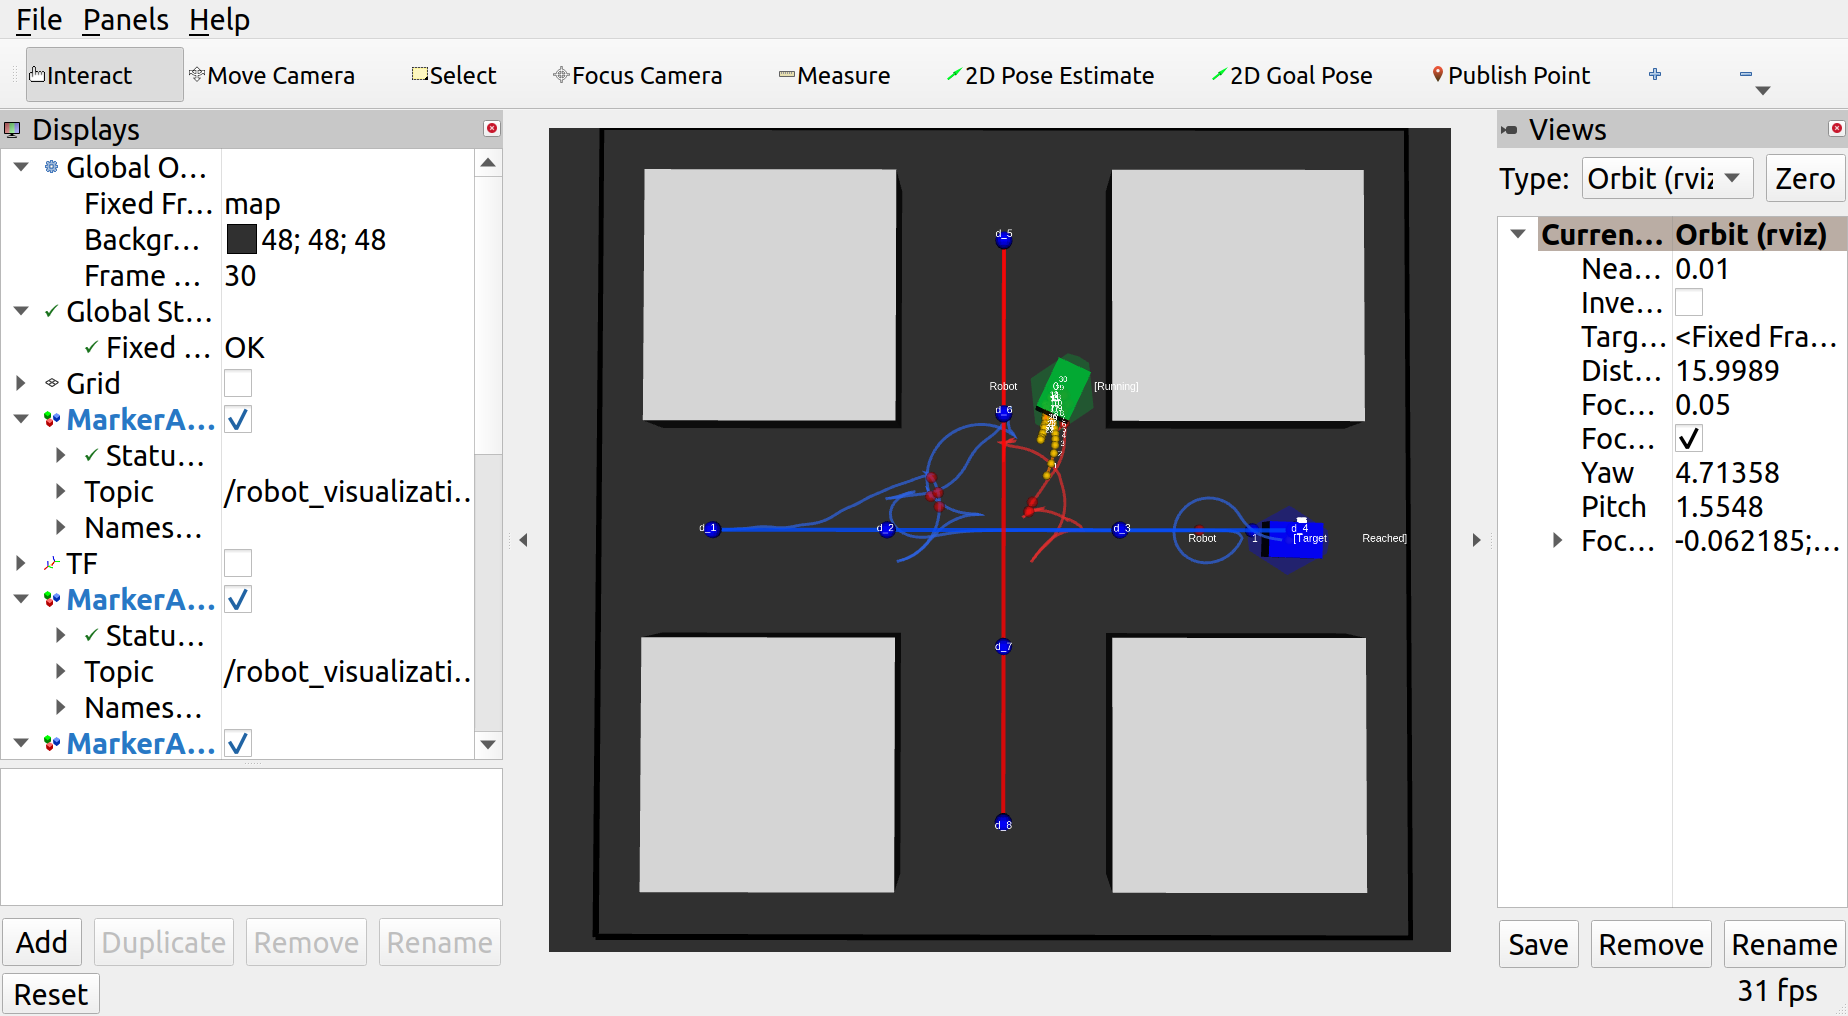 File Panels Help
Interact Move Camera Select Focus Camera Measure 2D Pose Estimate 2D Goal Pose Publish Point
Displays
Global O...
Fixed Fr... map
Backgr... 48; 48; 48
Frame ... 30
Global St...
Fixed ... OK
Grid
MarkerA...
Statu...
Topic /robot_visualizati..
Names...
TF
MarkerA...
Statu...
Topic /robot_visualizati..
Names...
MarkerA...
Add Duplicate Remove Rename
Reset
d_5
Robot [Running]
d_6
d_1 d_2 d_3 d_4
Robot 1 [Target Reached]
d_7
d_8
Views
Type: Orbit (rviz Zero
Curren... Orbit (rviz)
Nea... 0.01
Inve...
Targ... <Fixed Fra...
Dist... 15.9989
Foc... 0.05
Foc...
Yaw 4.71358
Pitch 1.5548
Foc... -0.062185;...
Save Remove Rename
31 fps